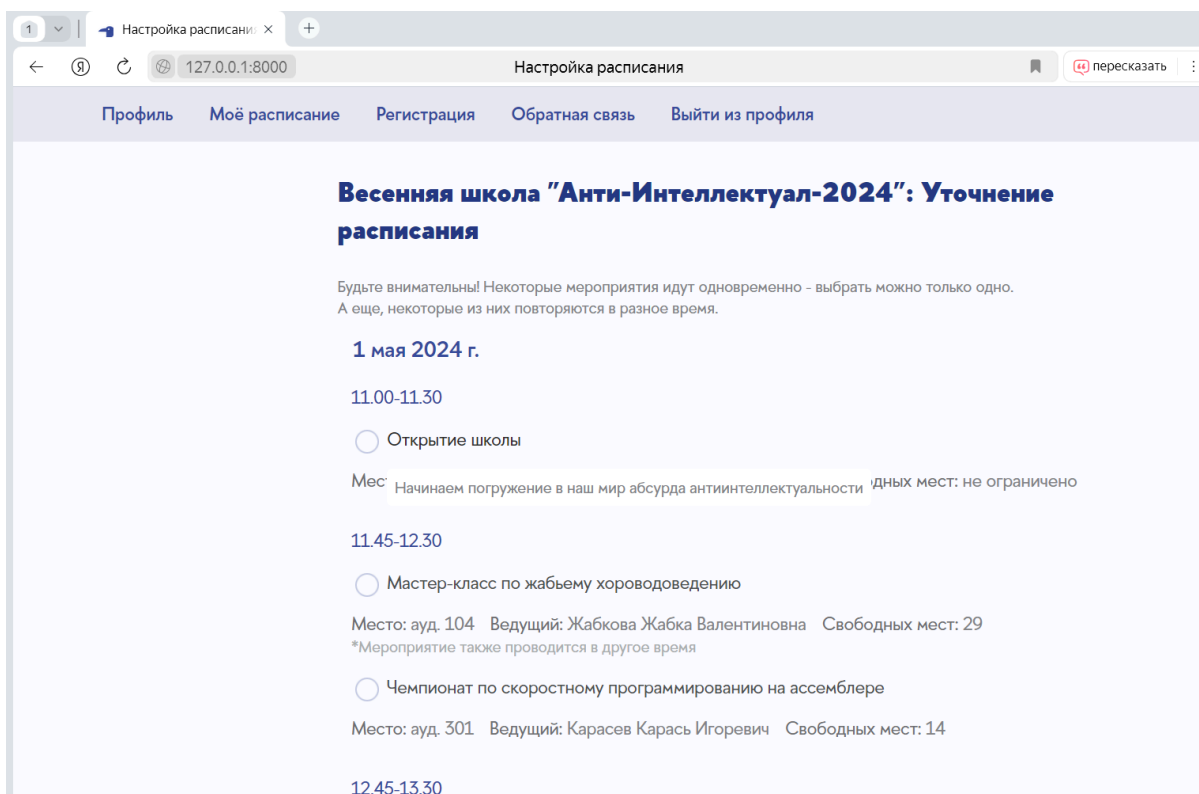 1
Настройка расписани
127.0.0.1:8000
Настройка расписания
пересказать
Профиль Моё расписание Регистрация Обратная связь Выйти из профиля
Весенняя школа "Анти-Интеллектуал-2024": Уточнение
расписания
Будьте внимательны! Некоторые мероприятия идут одновременно - выбрать можно только одно.
А еще, некоторые из них повторяются в разное время.
1 мая 2024 г.
11.00-11.30
Открытие школы
Мест дных мест: не ограничено
Начинаем погружение в наш мир абсурда антиинтеллектуальности
11.45-12.30
Мастер-класс по жабьему хороводоведению
Место: ауд. 104 Ведущий: Жабкова Жабка Валентиновна Свободных мест: 29
*Мероприятие также проводится в другое время
Чемпионат по скоростному программированию на ассемблере
Место: ауд. 301 Ведущий: Карасев Карась Игоревич Свободных мест: 14
12.45-13.30